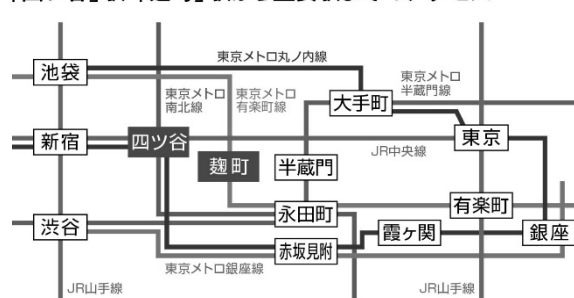 東京メトロ丸ノ内線
池袋
東京メトロ
南北線
東京メトロ
有楽町線
東京メトロ
半蔵門線
大手町
新宿
四ツ谷
麹町
半蔵門
JR中央線
東京
渋谷
永田町
有楽町
赤坂見附
霞ヶ関
銀座
東京メトロ銀座線
JR山手線
JR山手線